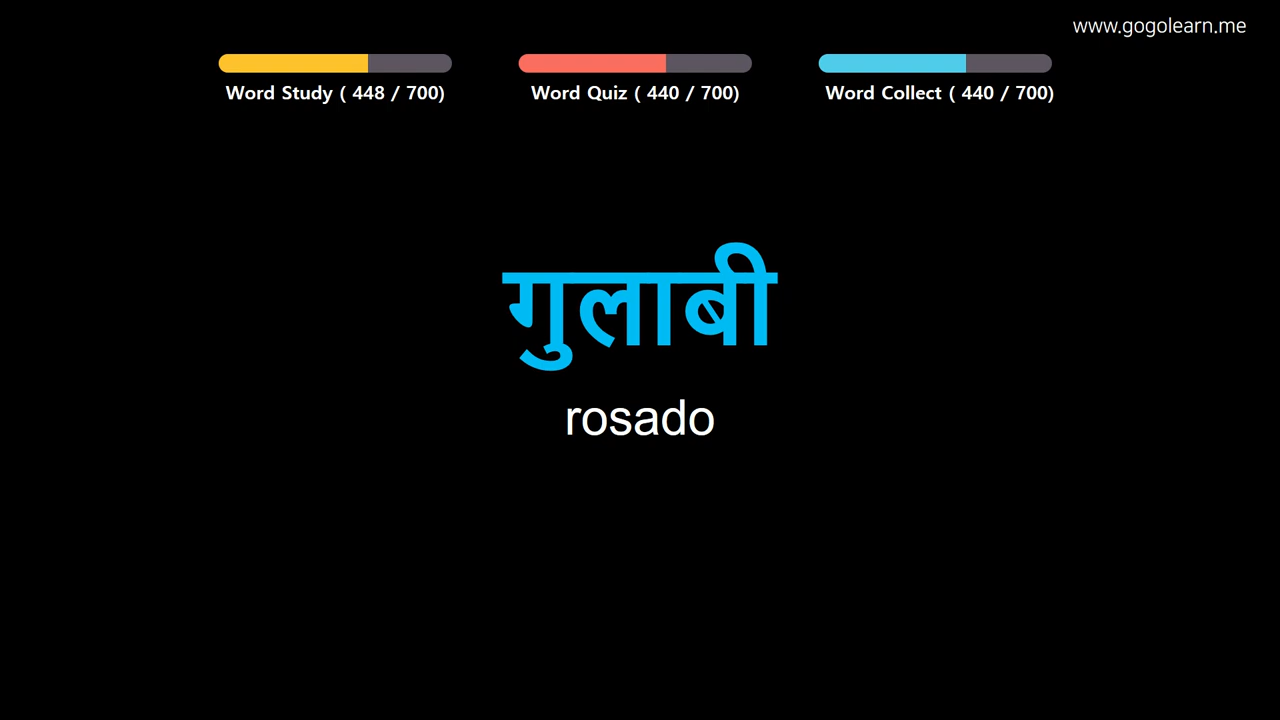 www.gogolearn.me
Word Study ( 448 / 700)
Word Quiz ( 440 / 700)
Word Collect ( 440 / 700)
गुलाबी
rosado